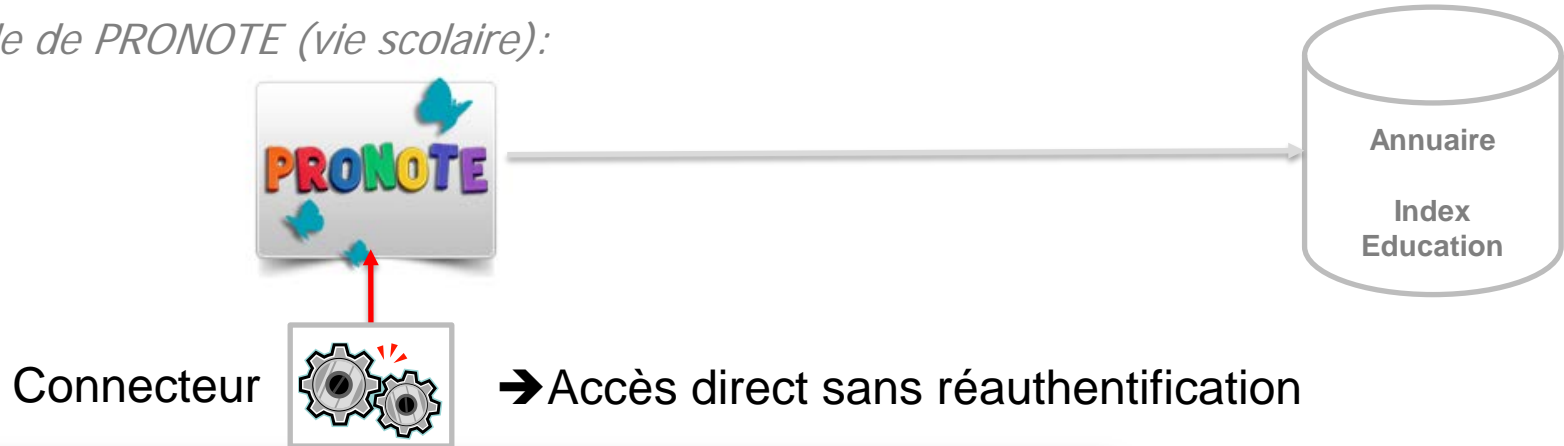 le de PRONOTE (vie scolaire):
PRONOTE
Annuaire
Index
Education
Connecteur
➔Accès direct sans réauthentification